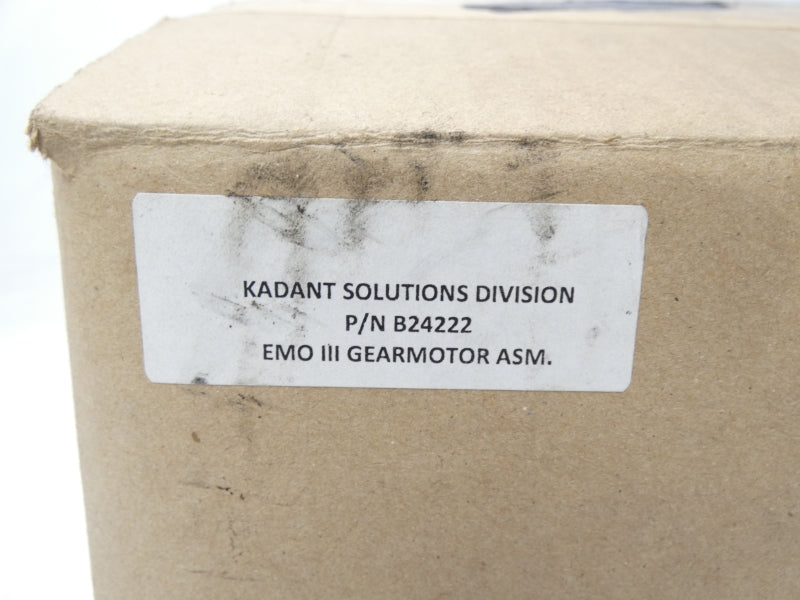 KADANT SOLUTIONS DIVISION
P/N B24222
EMO III GEARMOTOR ASM.